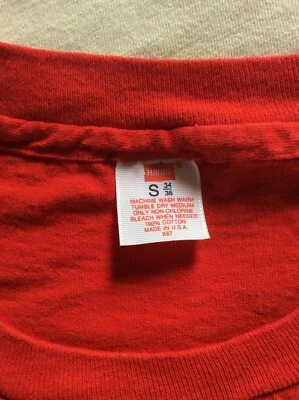 Hanes
S 34
36
MACHINE WASH WARM
TUMBLE DRY MEDIUM
ONLY NON-CHLORINE
BLEACH WHEN NEEDED
100% COTTON
MADE IN U.S.A.
X97